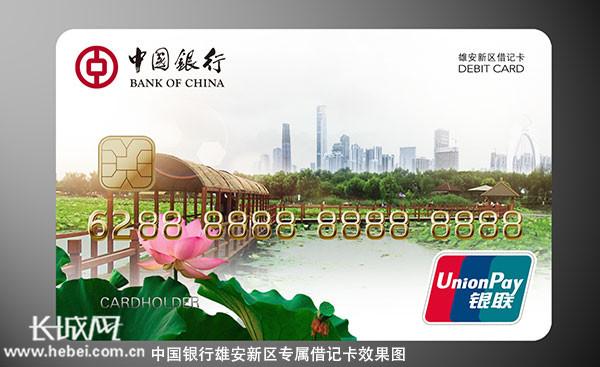 中国银行
BANK OF CHINA
雄安新区借记卡
DEBIT CARD
6288 8888 8888 8888
CARDHOLDER
UnionPay
银联
长城网
www.hebei.com.cn
中国银行雄安新区专属借记卡效果图